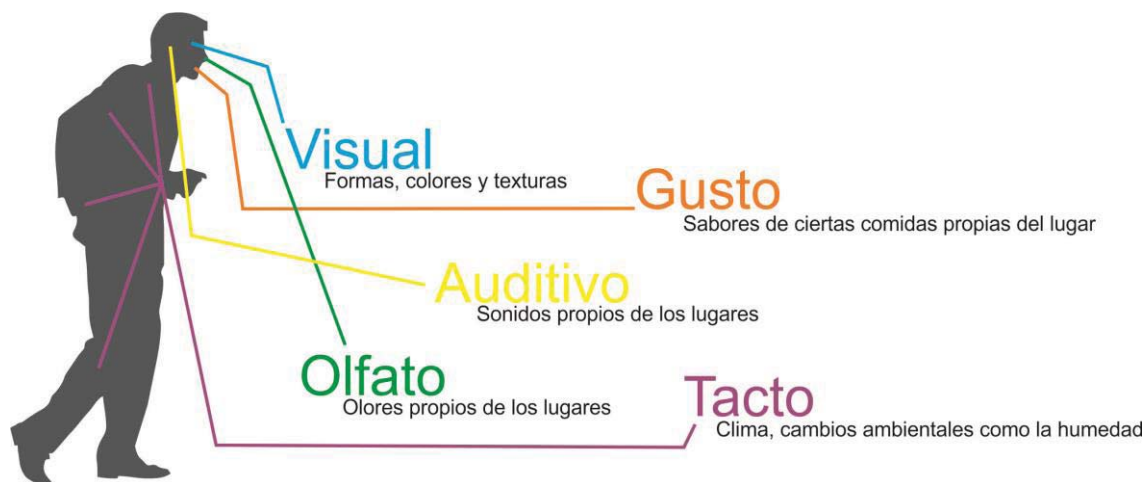 Visual
Formas, colores y texturas
Gusto
Sabores de ciertas comidas propias del lugar
Auditivo
Sonidos propios de los lugares
Olfato
Olores propios de los lugares
Tacto
Clima, cambios ambientales como la humedad